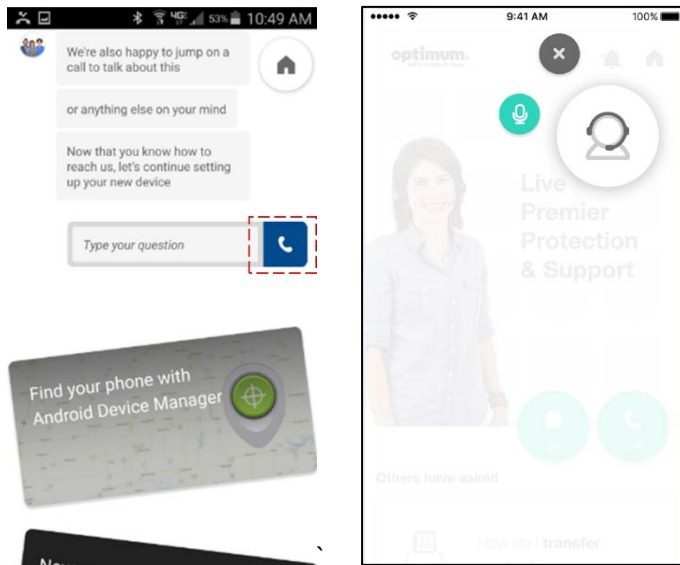 4G
53%
10:49 AM
We're also happy to jump on a
call to talk about this
or anything else on your mind
Now that you know how to
reach us, let's continue setting
up your new device
Type your question
Find your phone with
Android Device Manager
9:41 AM
100%
optimum.
Live
Premier
Protection
& Support
Others have asked
How do I transfer